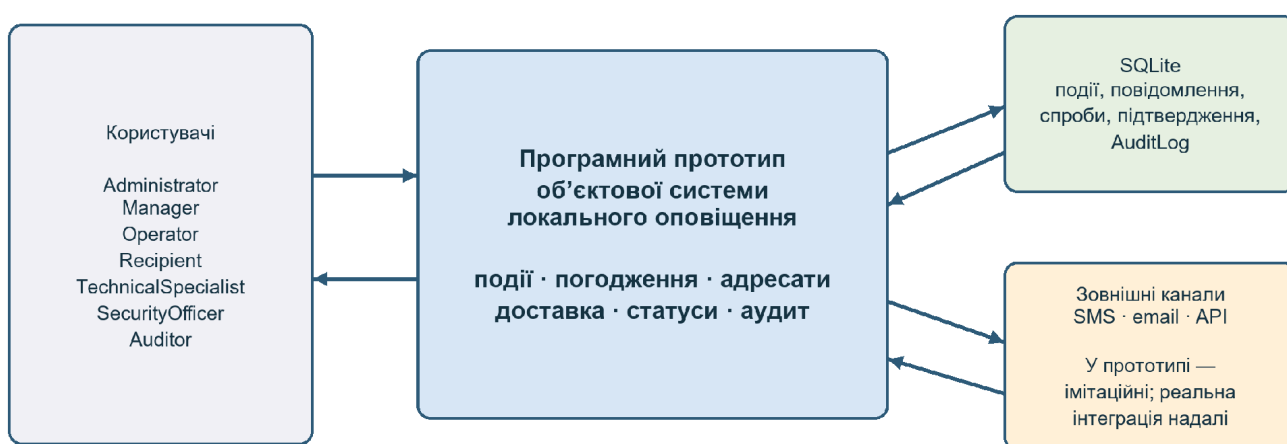 Користувачі
Administrator
Manager
Operator
Recipient
TechnicalSpecialist
SecurityOfficer
Auditor
Програмний прототип
об’єктової системи
локального оповіщення
події · погодження · адресати
доставка · статуси · аудит
SQLite
події, повідомлення,
спроби, підтвердження,
AuditLog
Зовнішні канали
SMS · email · API
У прототипі —
імітаційні; реальна
інтеграція надалі